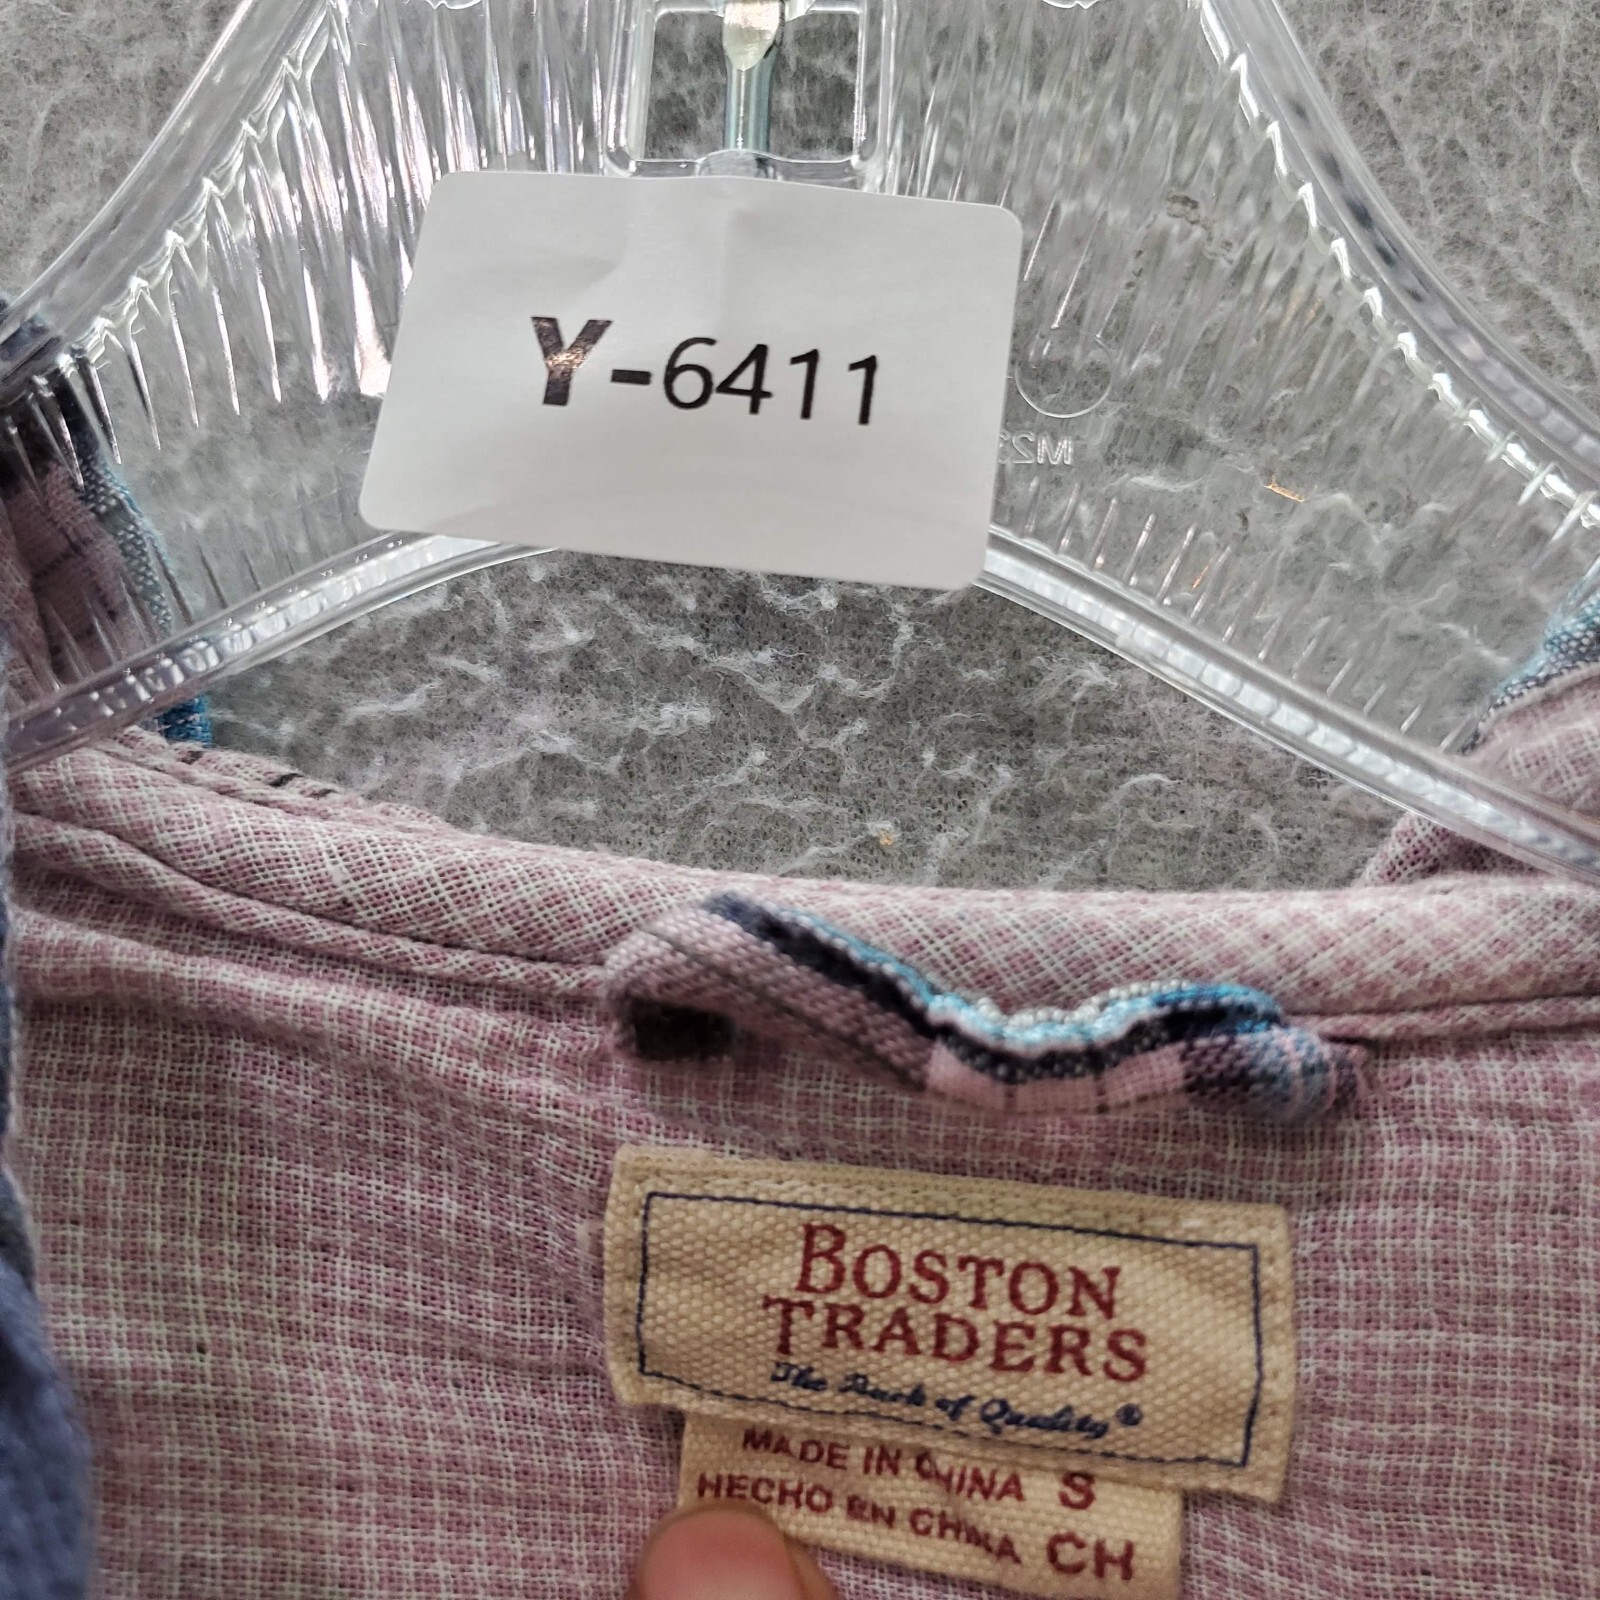 Y-6411
BOSTON
TRADERS
The Mark of Quality®
MADE IN CHINA S
HECHO EN CHINA CH